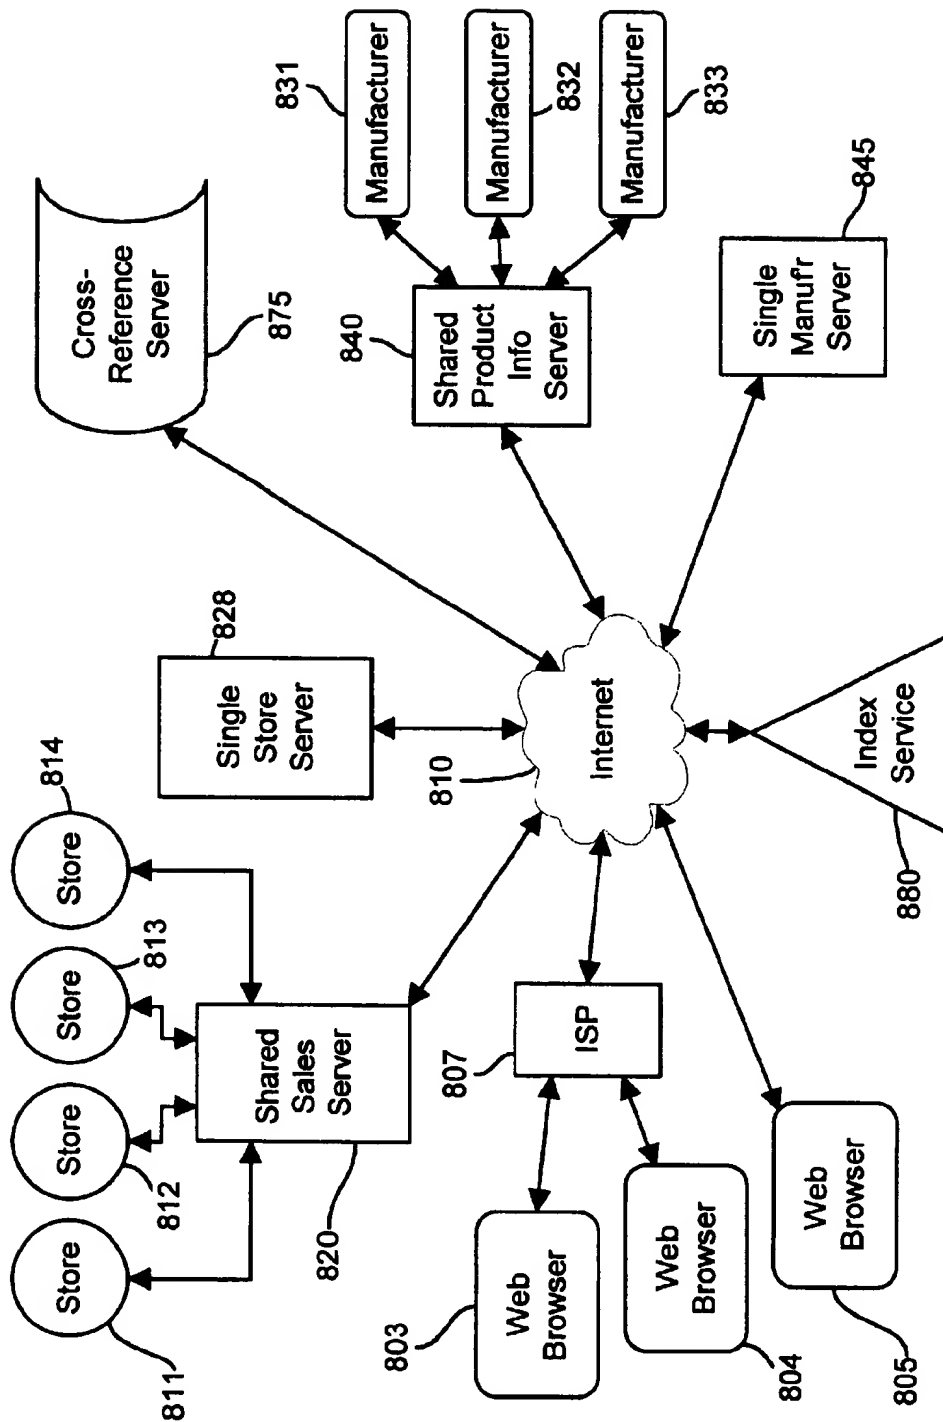 811
Store
812
Store
Store
813
Store
814
820
Shared
Sales
Server
Single
Store
Server
828
Cross-
Reference
Server
875
803
Web
Browser
804
Web
Browser
805
Web
Browser
807
ISP
810
Internet
840
Shared
Product
Info
Server
831
Manufacturer
Manufacturer
832
Manufacturer
833
880
Index
Service
Single
Manufr
Server
845